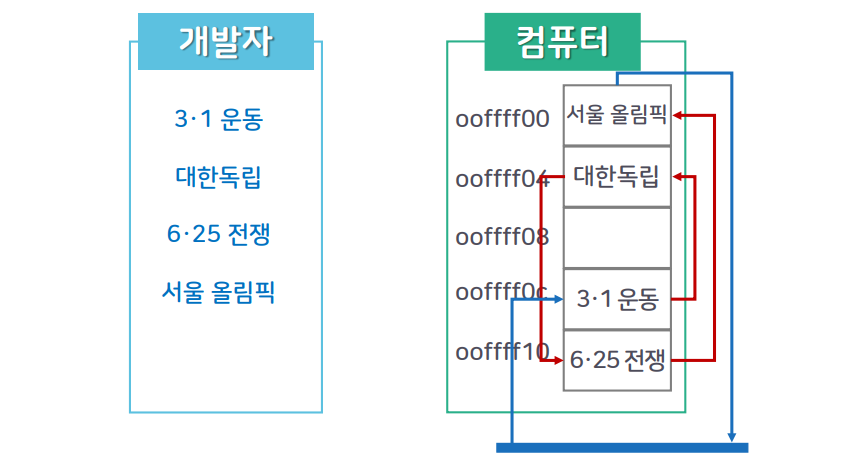 개발자
3·1 운동
대한독립
6·25 전쟁
서울 올림픽
컴퓨터
ooffff00 서울 올림픽
ooffff04 대한독립
ooffff08
ooffff0c 3·1 운동
ooffff10 6·25 전쟁